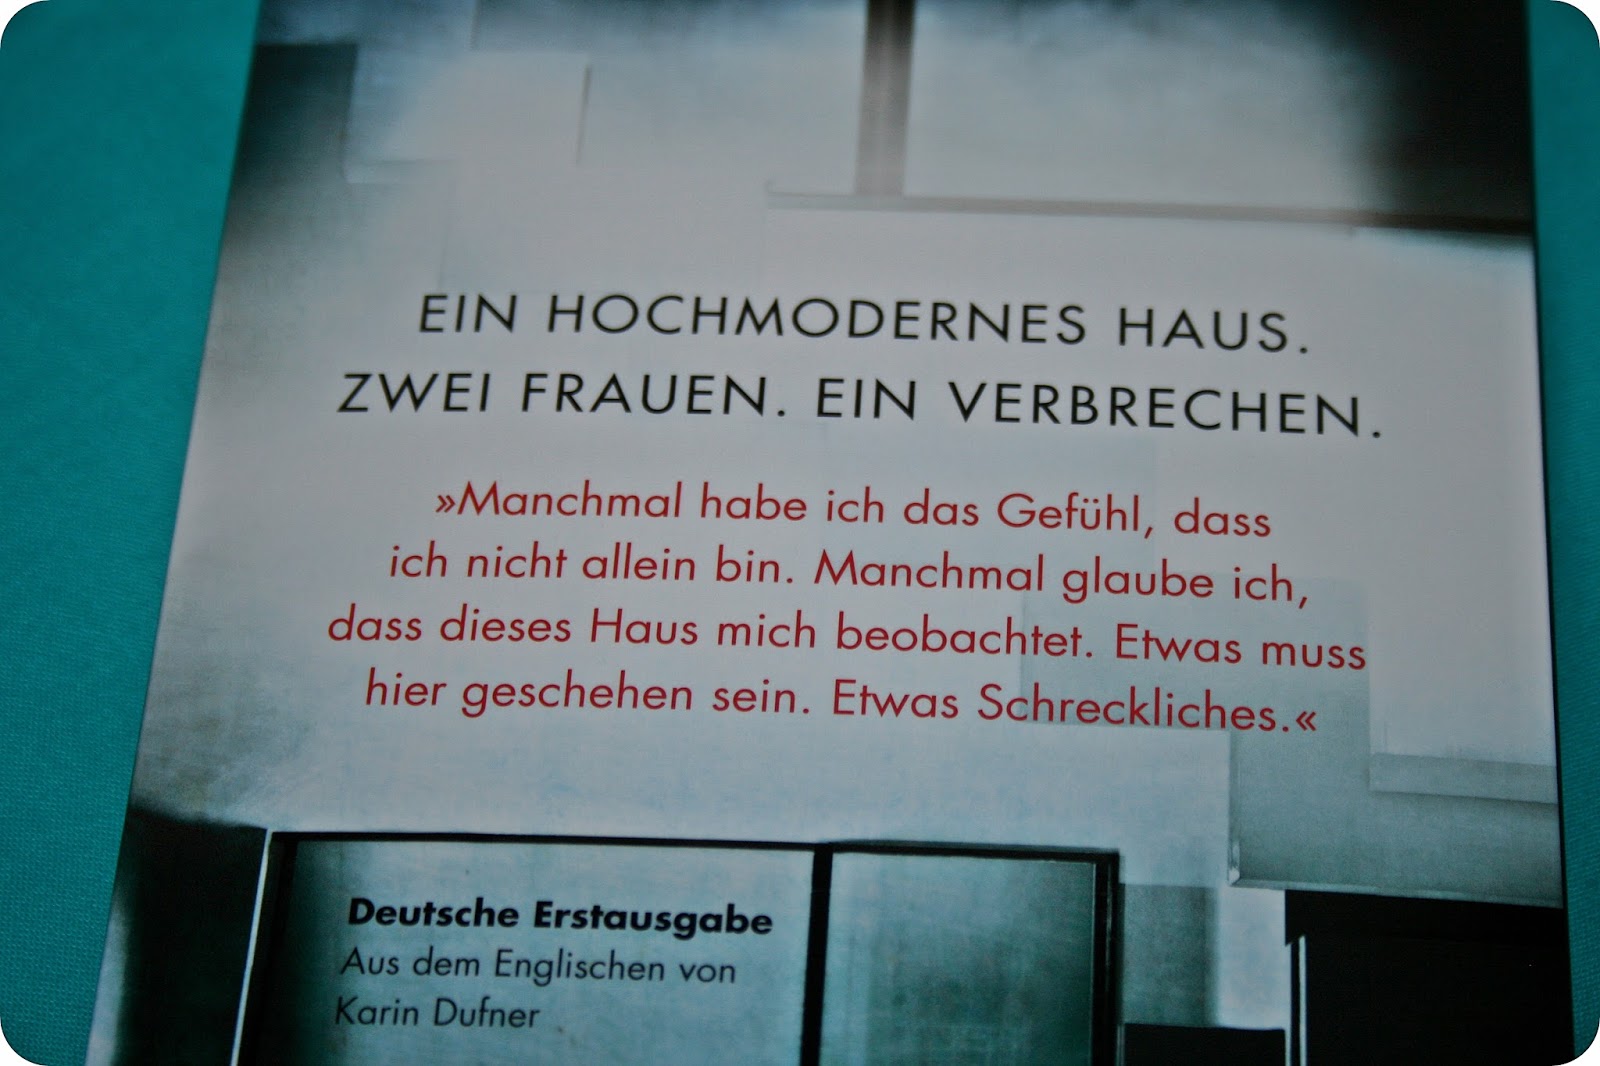 EIN HOCHMODERNES HAUS.
ZWEI FRAUEN. EIN VERBRECHEN.
»Manchmal habe ich das Gefühl, dass
ich nicht allein bin. Manchmal glaube ich,
dass dieses Haus mich beobachtet. Etwas muss
hier geschehen sein. Etwas Schreckliches.«
Deutsche Erstausgabe
Aus dem Englischen von
Karin Dufner